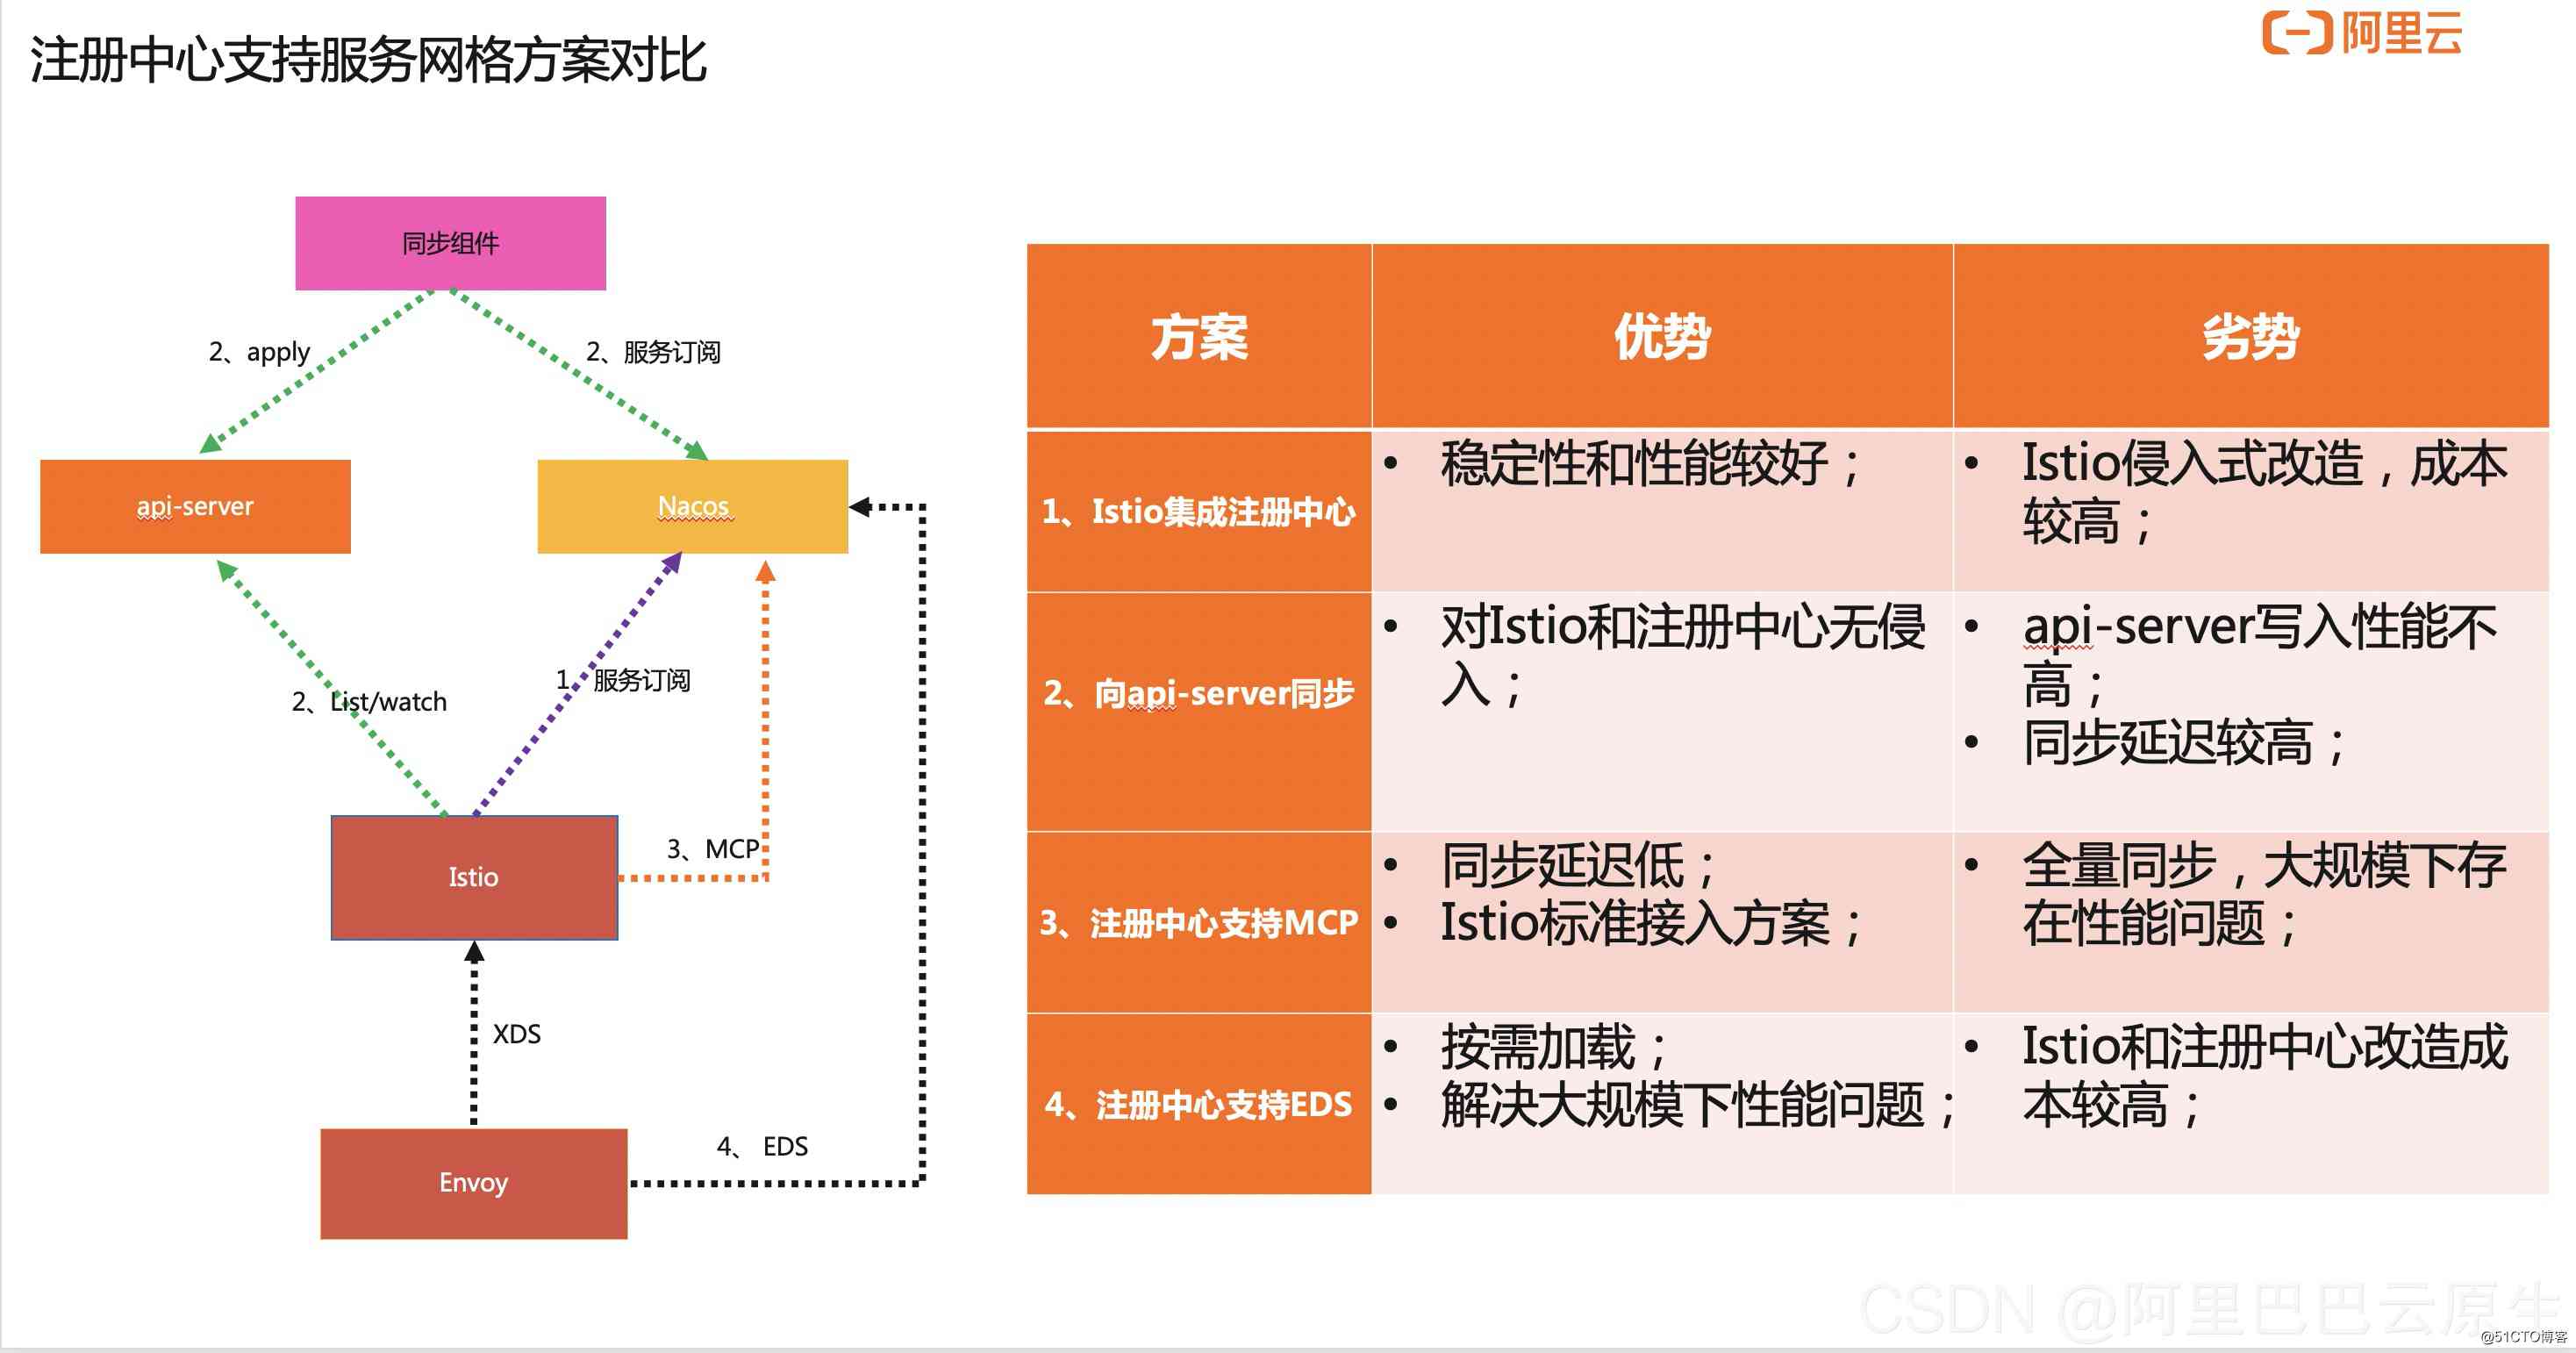 注册中心支持服务网格方案对比
阿里云
同步组件
2、apply
2、服务订阅
api-server
Nacos
2、List/watch
1、服务订阅
3、MCP
Istio
XDS
4、 EDS
Envoy
方案
优势
劣势
1、Istio集成注册中心
• 稳定性和性能较好；
• Istio侵入式改造，成本
较高；
2、向api-server同步
• 对Istio和注册中心无侵
入；
• api-server写入性能不
高；
• 同步延迟较高；
3、注册中心支持MCP
• 同步延迟低；
• Istio标准接入方案；
• 全量同步，大规模下存
在性能问题；
4、注册中心支持EDS
• 按需加载；
• 解决大规模下性能问题；
• Istio和注册中心改造成
本较高；
CSDN @阿里巴巴云原生
@51CTO博客